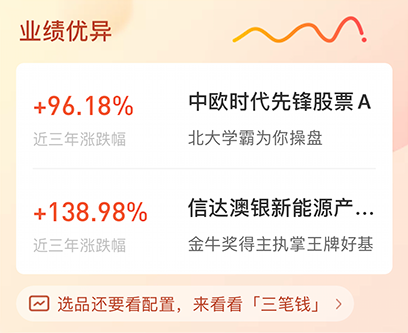 业绩优异
+96.18%
中欧时代先锋股票A
近三年涨跌幅
北大学霸为你操盘
+138.98%
信达澳银新能源产...
近三年涨跌幅
金牛奖得主执掌王牌好基
选品还要看配置，来看看「三笔钱」